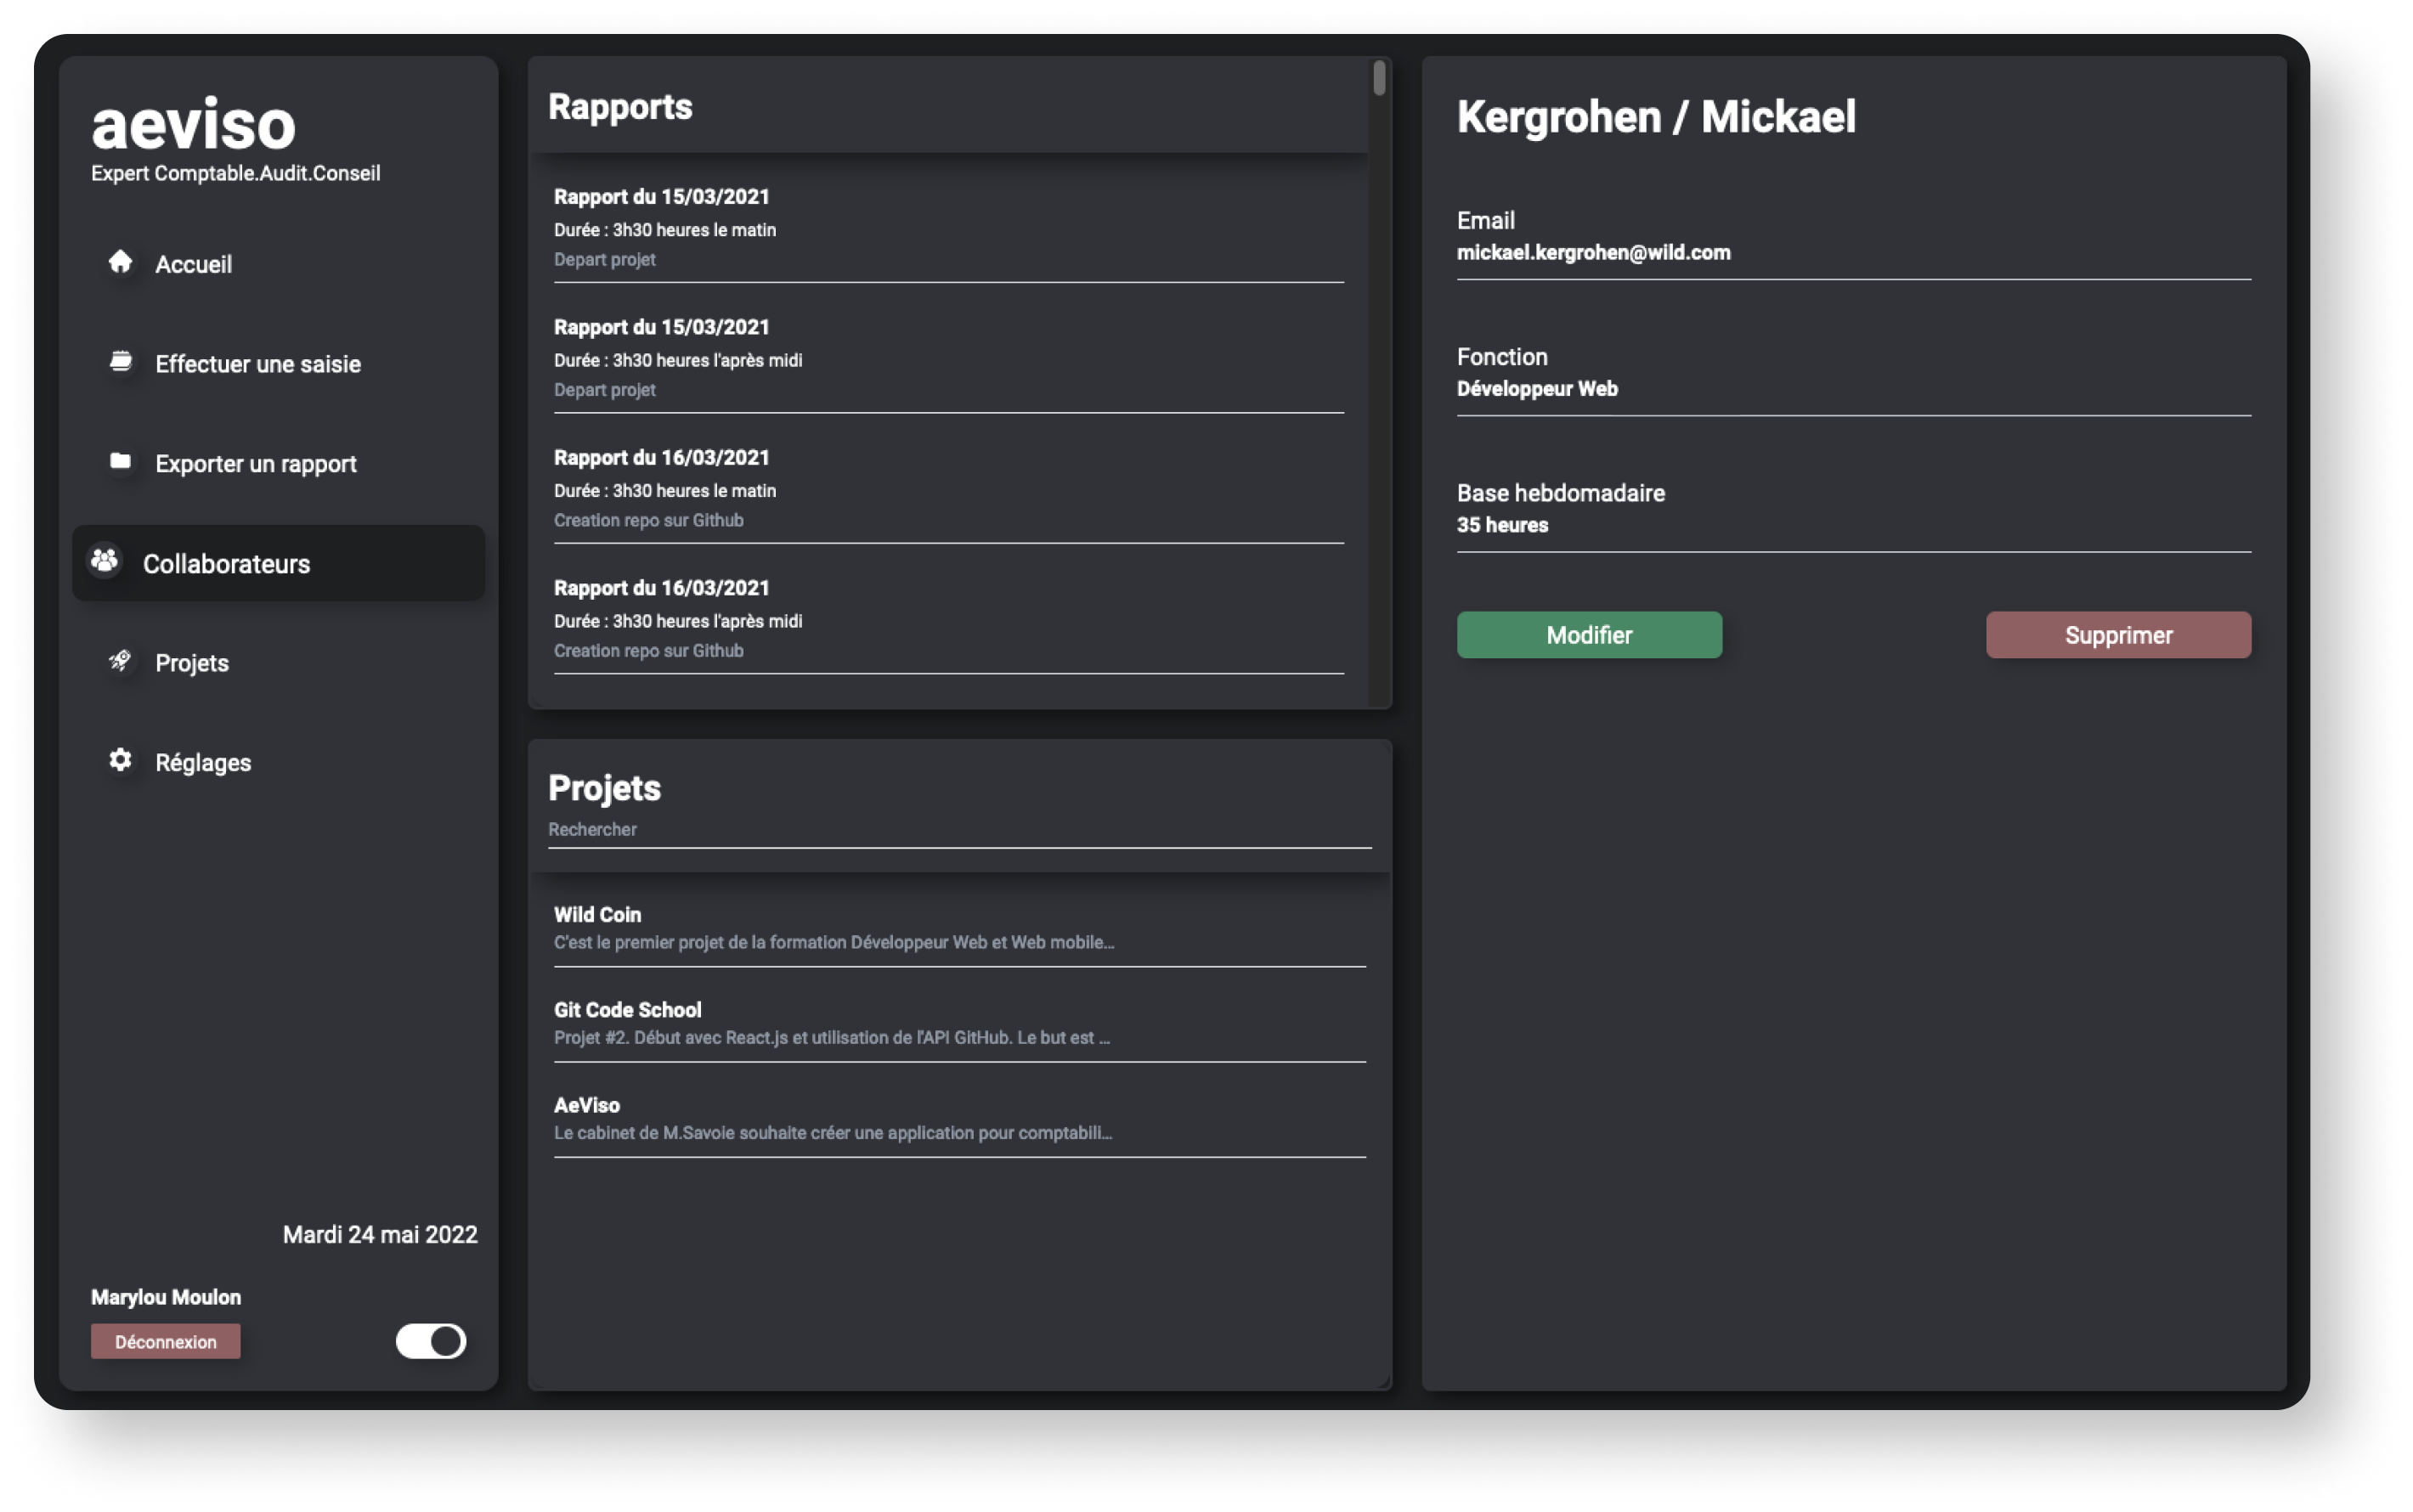 aeviso
Expert Comptable.Audit.Conseil
Accueil
Effectuer une saisie
Exporter un rapport
Collaborateurs
Projets
Réglages
Mardi 24 mai 2022
Marylou Moulon
Déconnexion
Rapports
Rapport du 15/03/2021
Durée : 3h30 heures le matin
Depart projet
Rapport du 15/03/2021
Durée : 3h30 heures l'après midi
Depart projet
Rapport du 16/03/2021
Durée : 3h30 heures le matin
Creation repo sur Github
Rapport du 16/03/2021
Durée : 3h30 heures l'après midi
Creation repo sur Github
Projets
Rechercher
Wild Coin
C'est le premier projet de la formation Développeur Web et Web mobile...
Git Code School
Projet #2. Début avec React.js et utilisation de l'API GitHub. Le but est ...
AeViso
Le cabinet de M.Savoie souhaite créer une application pour comptabili...
Kergrohen / Mickael
Email
mickael.kergrohen@wild.com
Fonction
Développeur Web
Base hebdomadaire
35 heures
Modifier
Supprimer